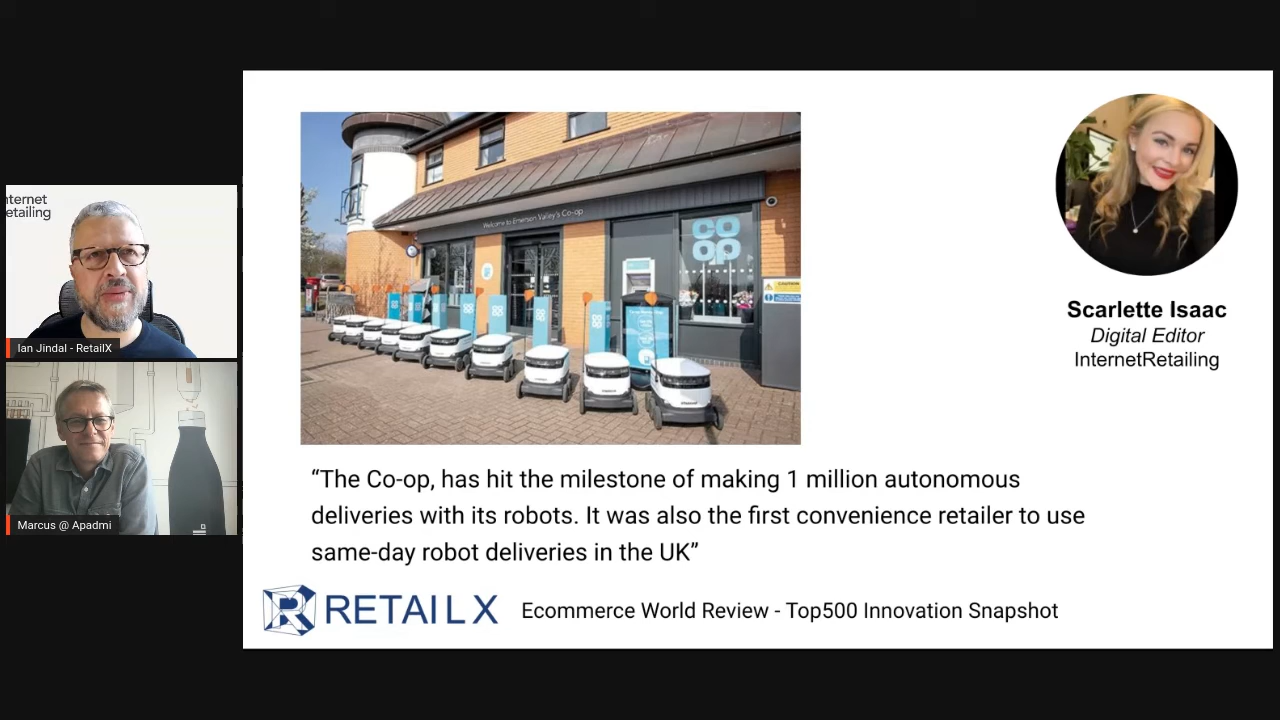 nternet
etailing
Ian Jindal - RetailX
Marcus @ Apadmi
Welcome to Emerson Valley's Co-op
CO
OP
Scarlette Isaac
Digital Editor
InternetRetailing
“The Co-op, has hit the milestone of making 1 million autonomous
deliveries with its robots. It was also the first convenience retailer to use
same-day robot deliveries in the UK”
RETAILX
Ecommerce World Review - Top500 Innovation Snapshot